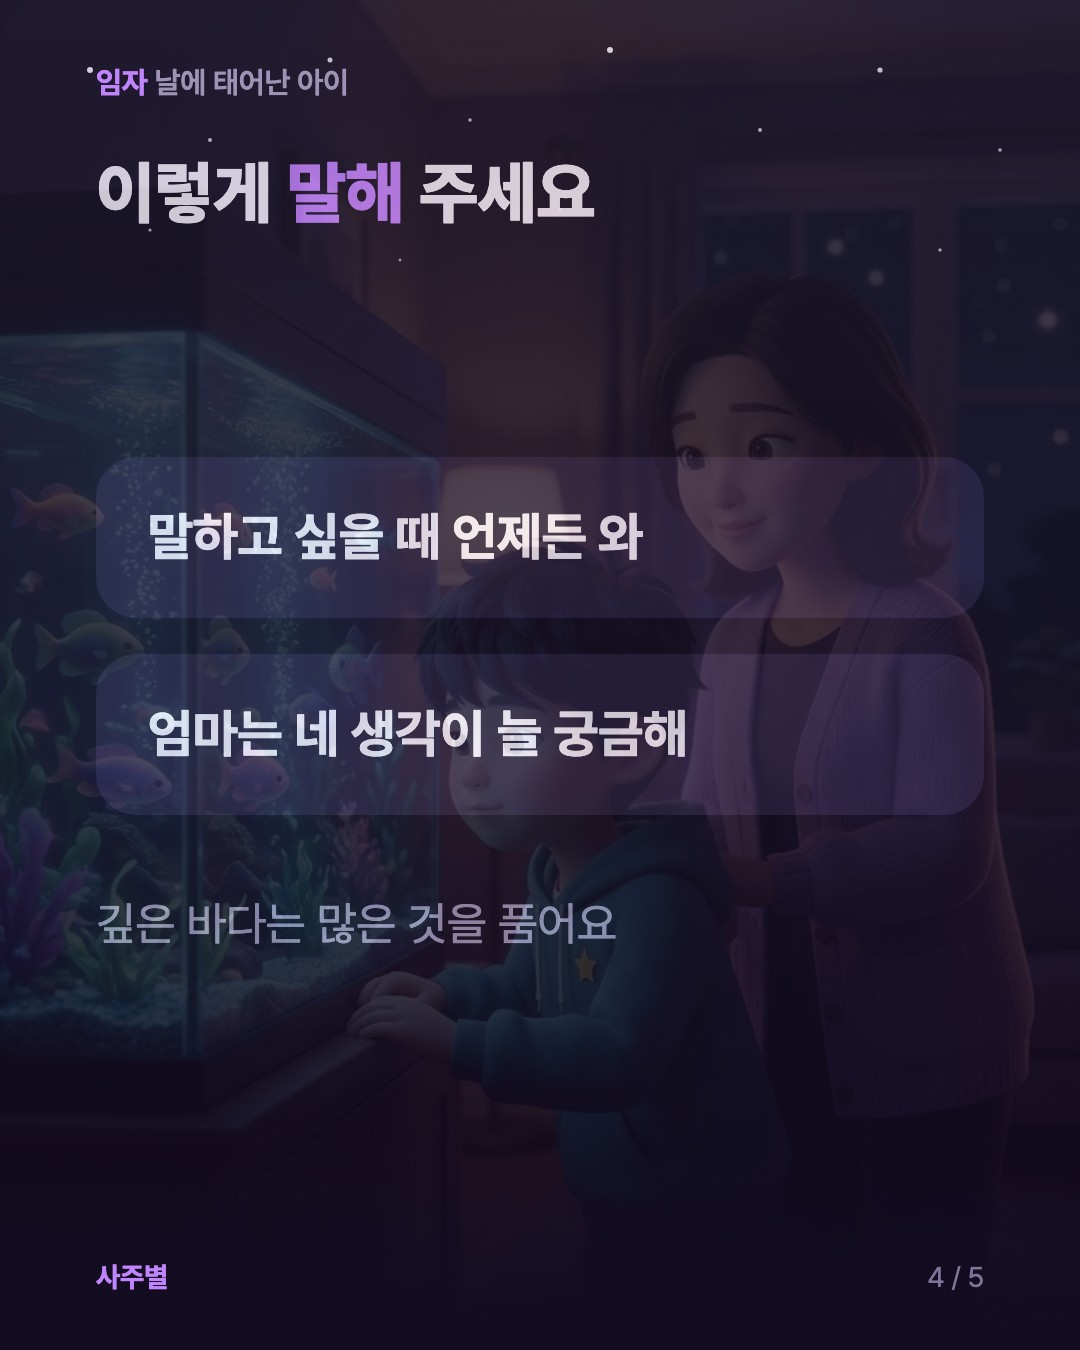 임자 날에 태어난 아이
이렇게 말해 주세요
말하고 싶을 때 언제든 와
엄마는 네 생각이 늘 궁금해
깊은 바다는 많은 것을 품어요
사주별
4 / 5